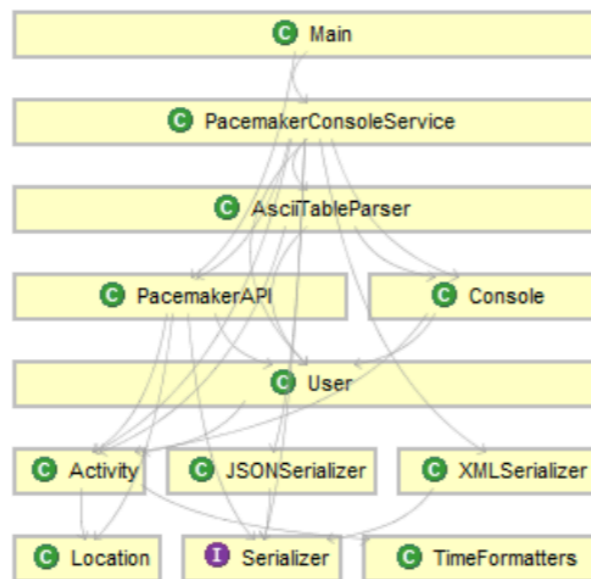 C Main
C PacemakerConsoleService
C AsciiTableParser
C PacemakerAPI C Console
C User
C Activity C JSONSerializer C XMLSerializer
C Location I Serializer C TimeFormatters